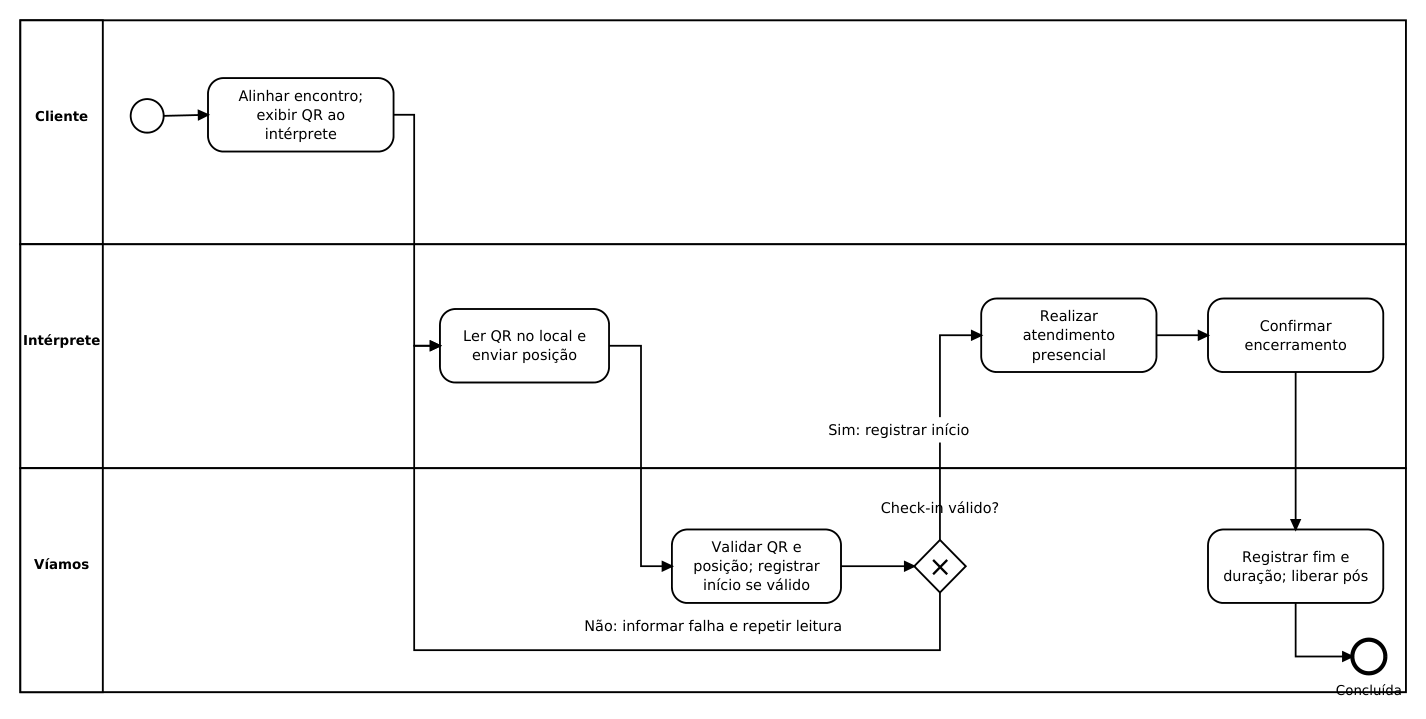 Cliente
Alinhar encontro;
exibir QR ao
intérprete
Intérprete
Ler QR no local e
enviar posição
Realizar
atendimento
presencial
Confirmar
encerramento
Sim: registrar início
Víamos
Check-in válido?
Validar QR e
posição; registrar
início se válido
Não: informar falha e repetir leitura
Registrar fim e
duração; liberar pós
Concluída